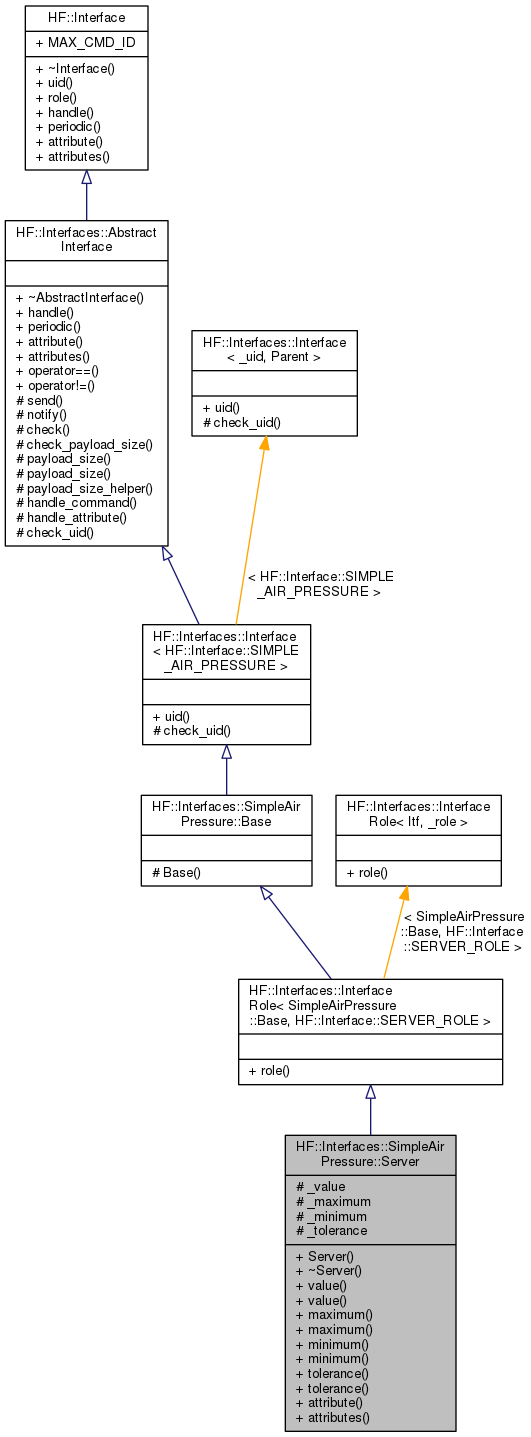 HF::Interface
+ MAX_CMD_ID
+ ~Interface()
+ uid()
+ role()
+ handle()
+ periodic()
+ attribute()
+ attributes()
HF::Interfaces::Abstract
Interface
+ ~AbstractInterface()
+ handle()
+ periodic()
+ attribute()
+ attributes()
+ operator==()
+ operator!=()
# send()
# notify()
# check()
# check_payload_size()
# payload_size()
# payload_size()
# payload_size_helper()
# handle_command()
# handle_attribute()
# check_uid()
HF::Interfaces::Interface
< _uid, Parent >
+ uid()
# check_uid()
< HF::Interface::SIMPLE
_AIR_PRESSURE >
HF::Interfaces::Interface
< HF::Interface::SIMPLE
_AIR_PRESSURE >
+ uid()
# check_uid()
HF::Interfaces::SimpleAir
Pressure::Base
# Base()
HF::Interfaces::Interface
Role< Itf, _role >
+ role()
< SimpleAirPressure
::Base, HF::Interface
::SERVER_ROLE >
HF::Interfaces::Interface
Role< SimpleAirPressure
::Base, HF::Interface::SERVER_ROLE >
+ role()
HF::Interfaces::SimpleAir
Pressure::Server
# _value
# _maximum
# _minimum
# _tolerance
+ Server()
+ ~Server()
+ value()
+ value()
+ maximum()
+ maximum()
+ minimum()
+ minimum()
+ tolerance()
+ tolerance()
+ attribute()
+ attributes()